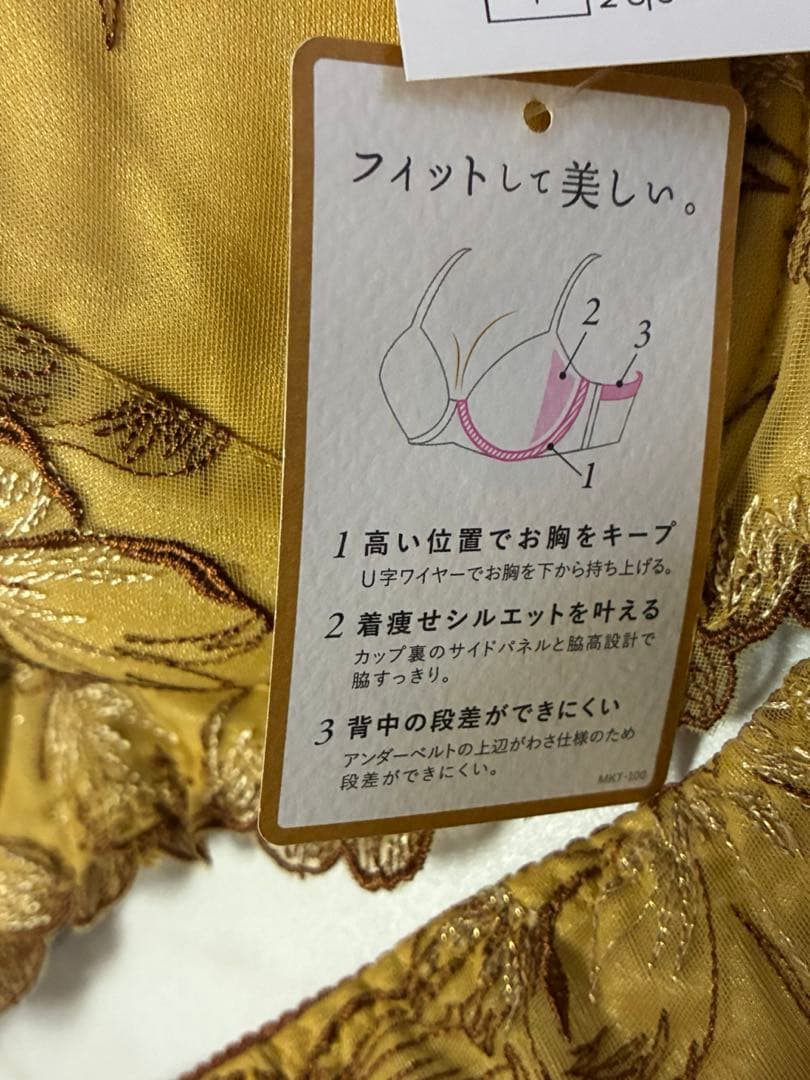 フィットして美しい。
2
3
1
1 高い位置でお胸をキープ
U字ワイヤーでお胸を下から持ち上げる。
2 着痩せシルエットを叶える
カップ裏のサイドパネルと脇高設計で
脇すっきり。
3 背中の段差ができにくい
アンダーベルトの上辺がわさ仕様のため
段差ができにくい。
MKT-100